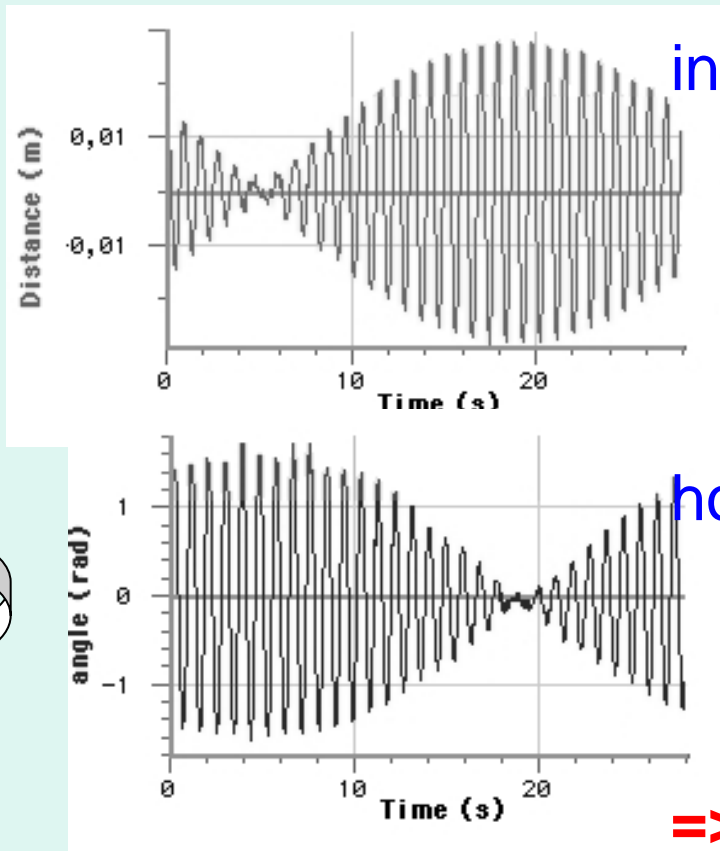 in
Distance (m)
0,01
-0,01
0 10 20
Time (s)
ho
angle (rad)
1
0
-1
0 10 20
Time (s)
=>